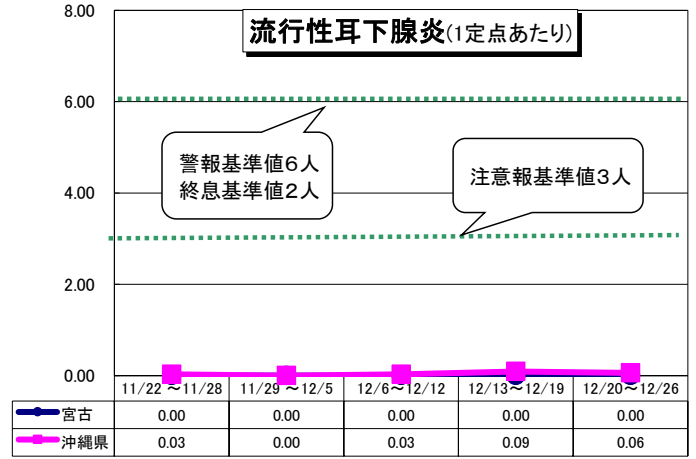 流行性耳下腺炎(1定点あたり)
8.00
6.00
4.00
2.00
0.00
警報基準値6人
終息基準値2人
注意報基準値3人
11/22 ~11/28 11/29 ~12/5 12/6~12/12 12/13~12/19 12/20~12/26
宮古 0.00 0.00 0.00 0.00 0.00
沖縄県 0.03 0.00 0.03 0.09 0.06